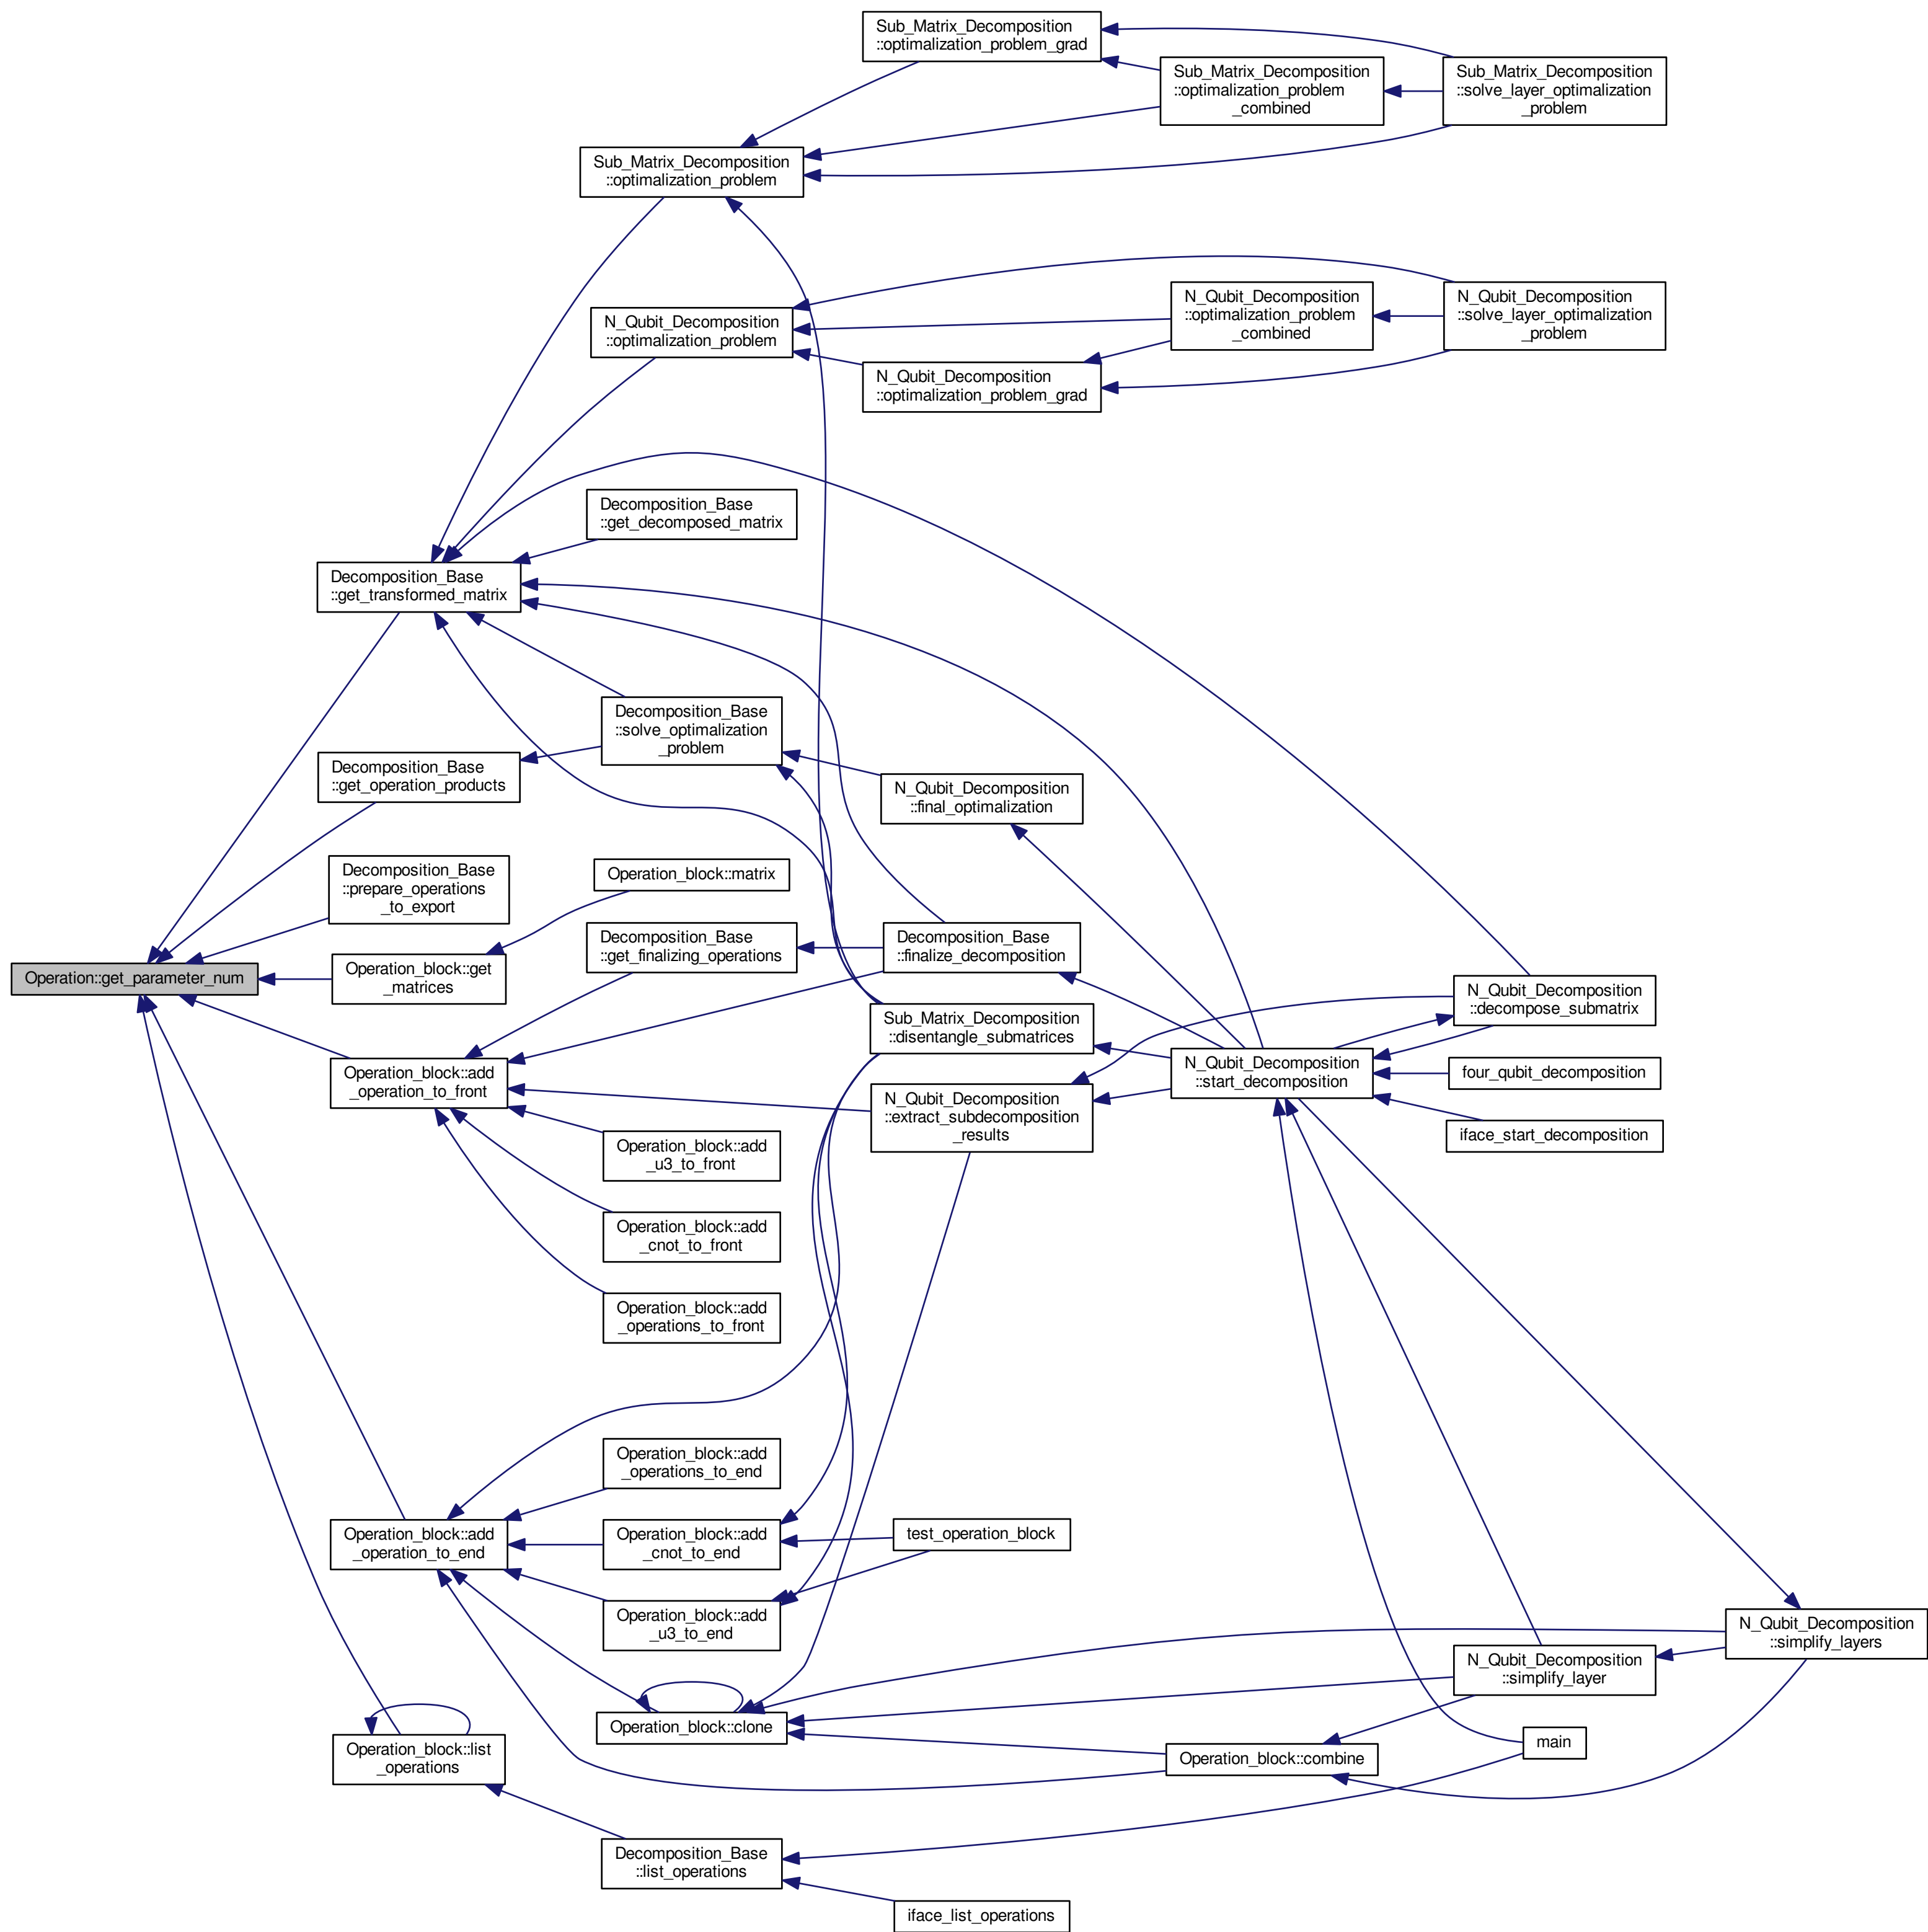 Sub_Matrix_Decomposition
::optimalization_problem_grad
Sub_Matrix_Decomposition
::optimalization_problem
_combined
Sub_Matrix_Decomposition
::solve_layer_optimalization
_problem
Sub_Matrix_Decomposition
::optimalization_problem
N_Qubit_Decomposition
::optimalization_problem
N_Qubit_Decomposition
::optimalization_problem
_combined
N_Qubit_Decomposition
::solve_layer_optimalization
_problem
N_Qubit_Decomposition
::optimalization_problem_grad
Decomposition_Base
::get_decomposed_matrix
Decomposition_Base
::get_transformed_matrix
Decomposition_Base
::solve_optimalization
_problem
Decomposition_Base
::get_operation_products
N_Qubit_Decomposition
::final_optimalization
Decomposition_Base
::prepare_operations
_to_export
Operation_block::matrix
Operation::get_parameter_num
Operation_block::get
_matrices
Decomposition_Base
::get_finalizing_operations
Decomposition_Base
::finalize_decomposition
N_Qubit_Decomposition
::decompose_submatrix
Sub_Matrix_Decomposition
::disentangle_submatrices
Operation_block::add
_operation_to_front
N_Qubit_Decomposition
::start_decomposition
four_qubit_decomposition
N_Qubit_Decomposition
::extract_subdecomposition
_results
iface_start_decomposition
Operation_block::add
_u3_to_front
Operation_block::add
_cnot_to_front
Operation_block::add
_operations_to_front
Operation_block::add
_operations_to_end
Operation_block::add
_operation_to_end
Operation_block::add
_cnot_to_end
test_operation_block
Operation_block::add
_u3_to_end
N_Qubit_Decomposition
::simplify_layers
N_Qubit_Decomposition
::simplify_layer
Operation_block::clone
Operation_block::list
_operations
Operation_block::combine
main
Decomposition_Base
::list_operations
iface_list_operations